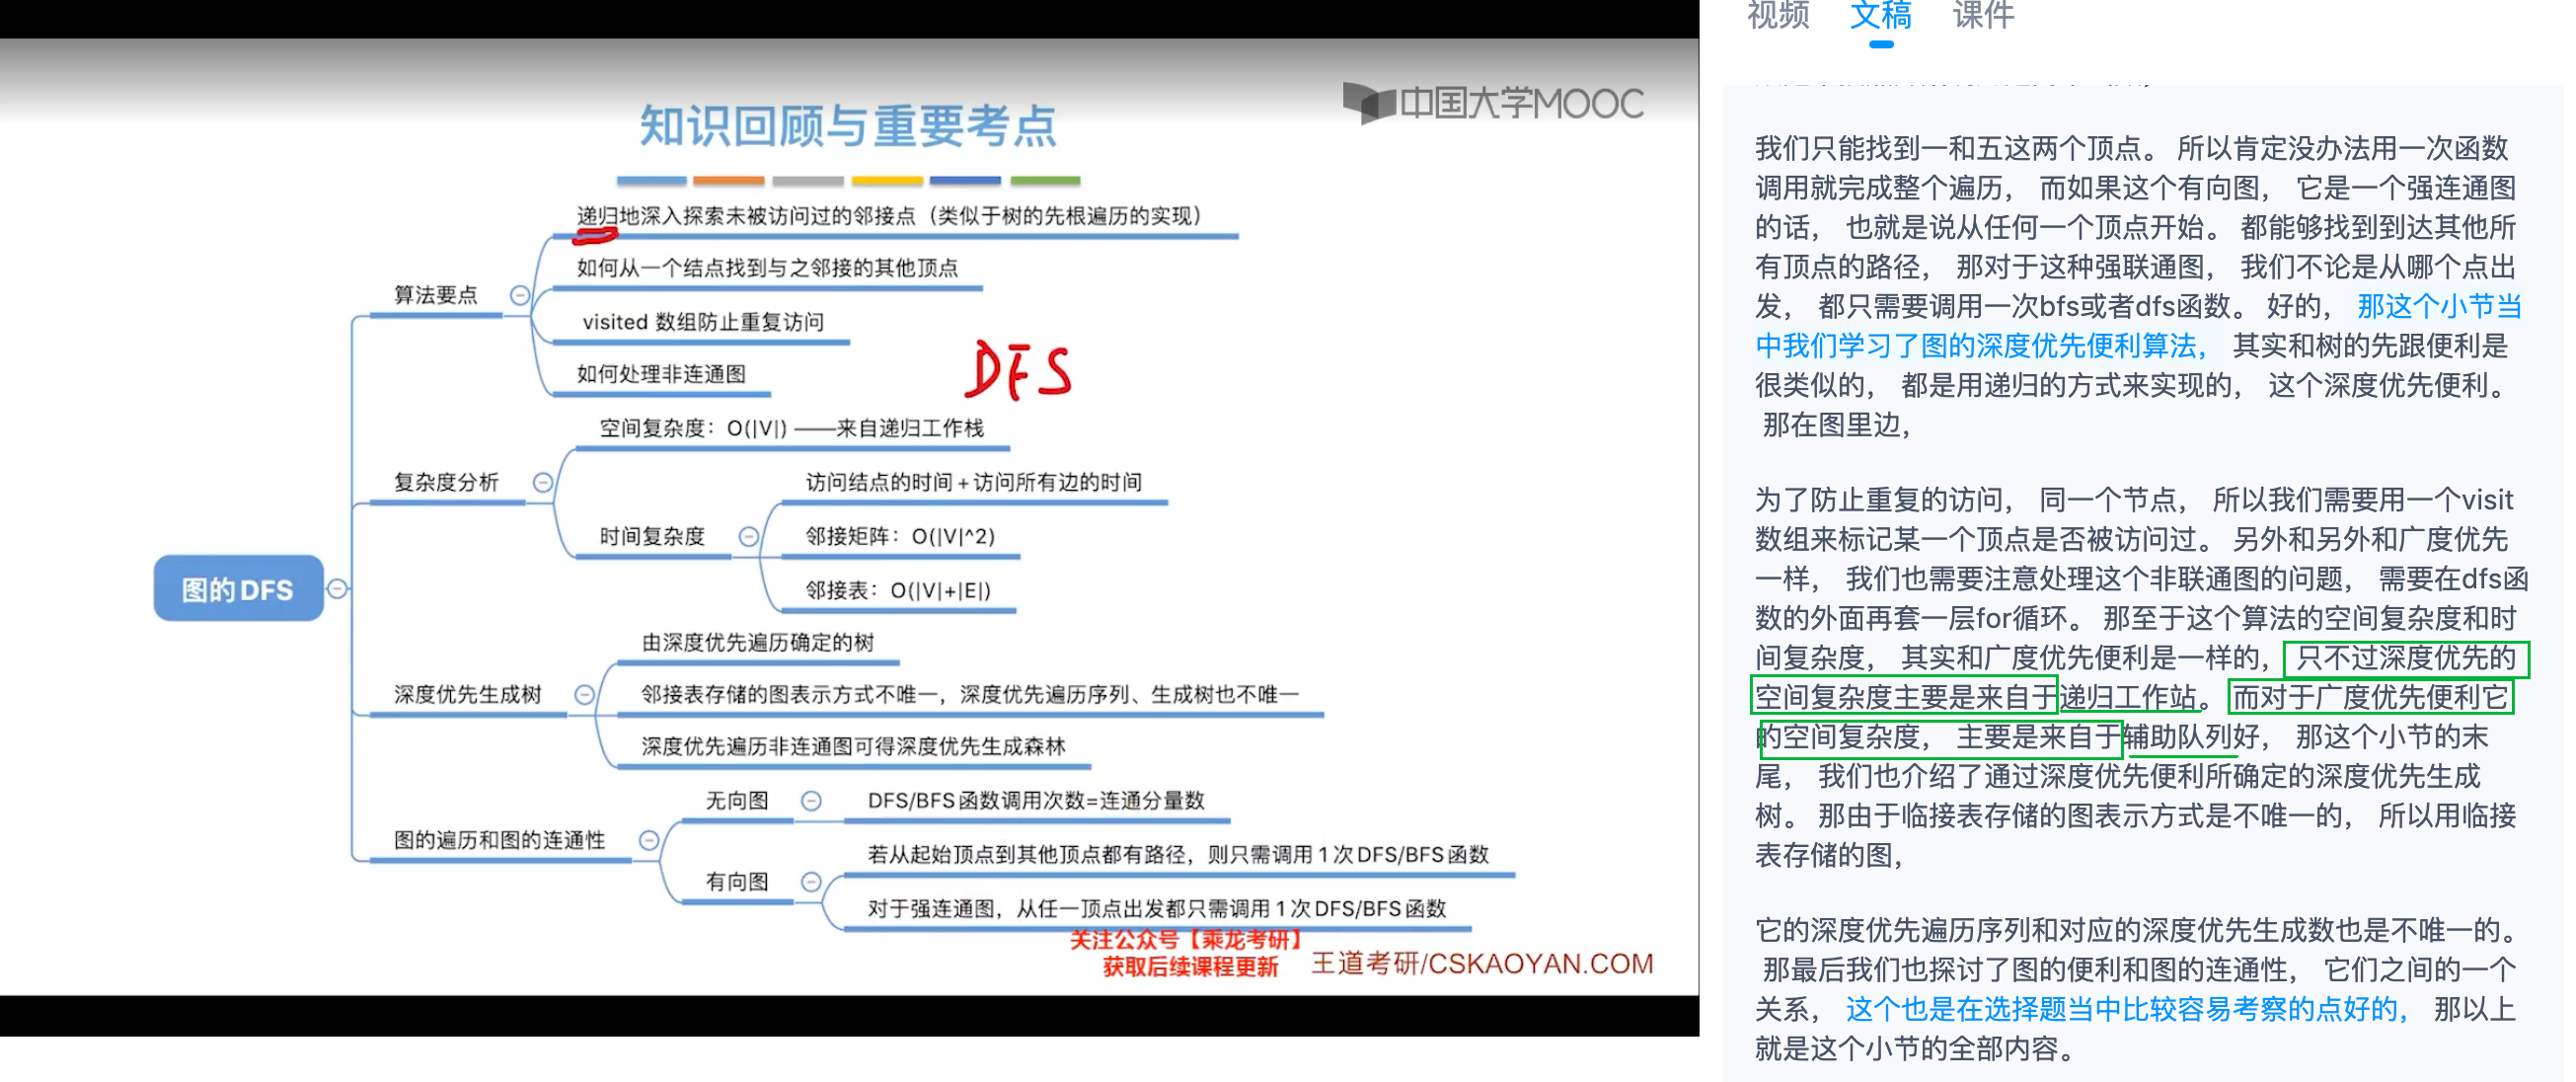 中国大学MOOC
知识回顾与重要考点
图的DFS
算法要点
递归地深入探索未被访问过的邻接点（类似于树的先根遍历的实现）
如何从一个结点找到与之邻接的其他顶点
visited 数组防止重复访问
如何处理非连通图
DFS
复杂度分析
空间复杂度：O(|V|) ——来自递归工作栈
时间复杂度
访问结点的时间+访问所有边的时间
邻接矩阵：O(|V|^2)
邻接表：O(|V|+|E|)
深度优先生成树
由深度优先遍历确定的树
邻接表存储的图表示方式不唯一，深度优先遍历序列、生成树也不唯一
深度优先遍历非连通图可得深度优先生成森林
图的遍历和图的连通性
无向图
DFS/BFS函数调用次数=连通分量数
有向图
若从起始顶点到其他顶点都有路径，则只需调用1次DFS/BFS函数
对于强连通图，从任一顶点出发都只需调用1次DFS/BFS函数
关注公众号【乘龙考研】
获取后续课程更新
王道考研/CSKAOYAN.COM
视频 文稿 课件
我们只能找到一和五这两个顶点。 所以肯定没办法用一次函数
调用就完成整个遍历， 而如果这个有向图， 它是一个强连通图
的话， 也就是说从任何一个顶点开始。 都能够找到到达其他所
有顶点的路径， 那对于这种强联通图， 我们不论是从哪个点出
发， 都只需要调用一次bfs或者dfs函数。 好的， 那这个小节当
中我们学习了图的深度优先便利算法， 其实和树的先跟便利是
很类似的， 都是用递归的方式来实现的， 这个深度优先便利。
那在图里边，
为了防止重复的访问， 同一个节点， 所以我们需要用一个visit
数组来标记某一个顶点是否被访问过。 另外和另外和广度优先
一样， 我们也需要注意处理这个非联通图的问题， 需要在dfs函
数的外面再套一层for循环。 那至于这个算法的空间复杂度和时
间复杂度， 其实和广度优先便利是一样的， 只不过深度优先的
空间复杂度主要是来自于递归工作站。 而对于广度优先便利它
的空间复杂度， 主要是来自于辅助队列好， 那这个小节的末
尾， 我们也介绍了通过深度优先便利所确定的深度优先生成
树。 那由于临接表存储的图表示方式是不唯一的， 所以用临接
表存储的图，
它的深度优先遍历序列和对应的深度优先生成数也是不唯一的。
那最后我们也探讨了图的便利和图的连通性， 它们之间的一个
关系， 这个也是在选择题当中比较容易考察的点好的， 那以上
就是这个小节的全部内容。